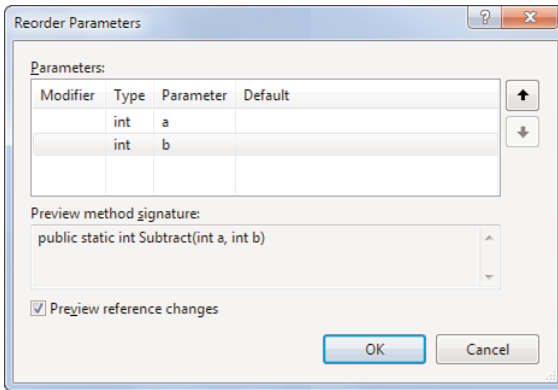 Reorder Parameters
Parameters:
Modifier Type Parameter Default
int a
int b
Preview method signature:
public static int Subtract(int a, int b)
Preview reference changes
OK Cancel